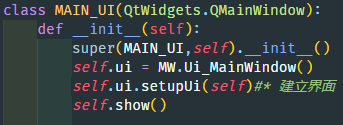 class MAIN_UI(QtWidgets.QMainWindow):
    def __init__(self):
        super(MAIN_UI,self).__init__()
        self.ui = MW.Ui_MainWindow()
        self.ui.setupUi(self)#* 建立界面
        self.show()